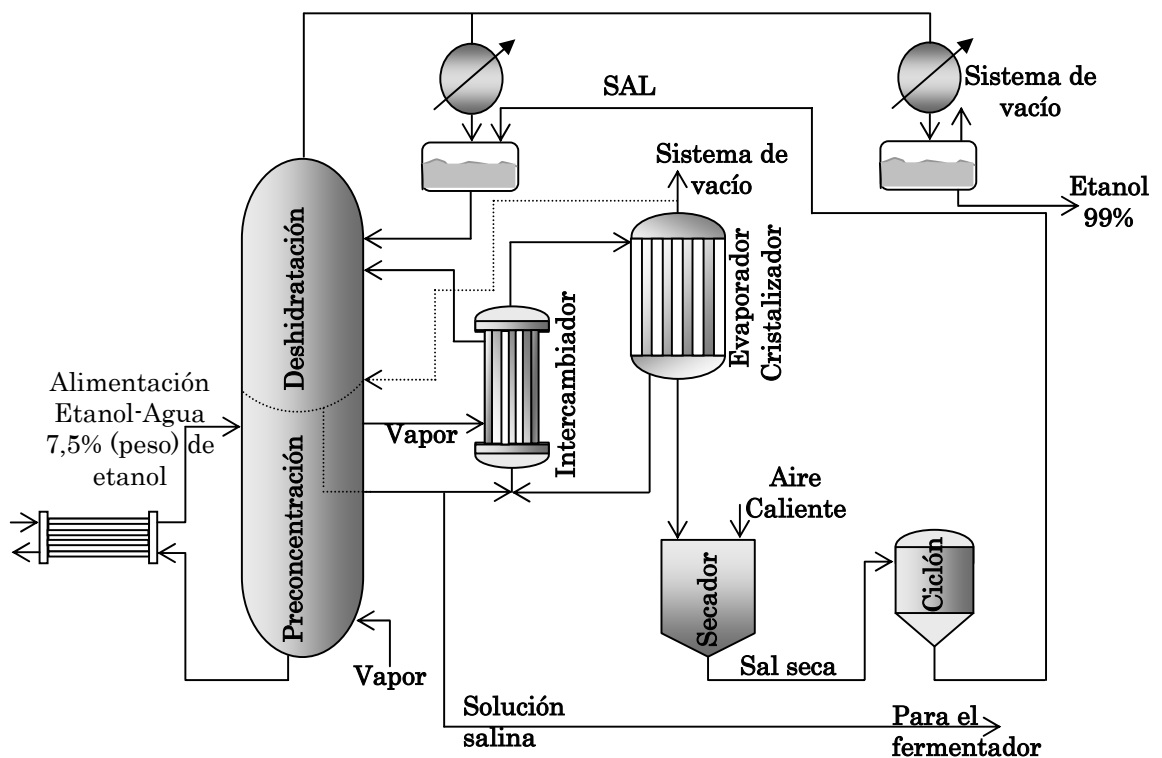 SAL
Sistema de
vacío
Sistema de
vacío
Etanol
99%
Deshidratación
Evaporador
Cristalizador
Intercambiador
Alimentación
Etanol-Agua
7,5% (peso) de
etanol
Vapor
Preconcentración
Aire
Caliente
Secador
Ciclón
Sal seca
Vapor
Solución
salina
Para el
fermentador